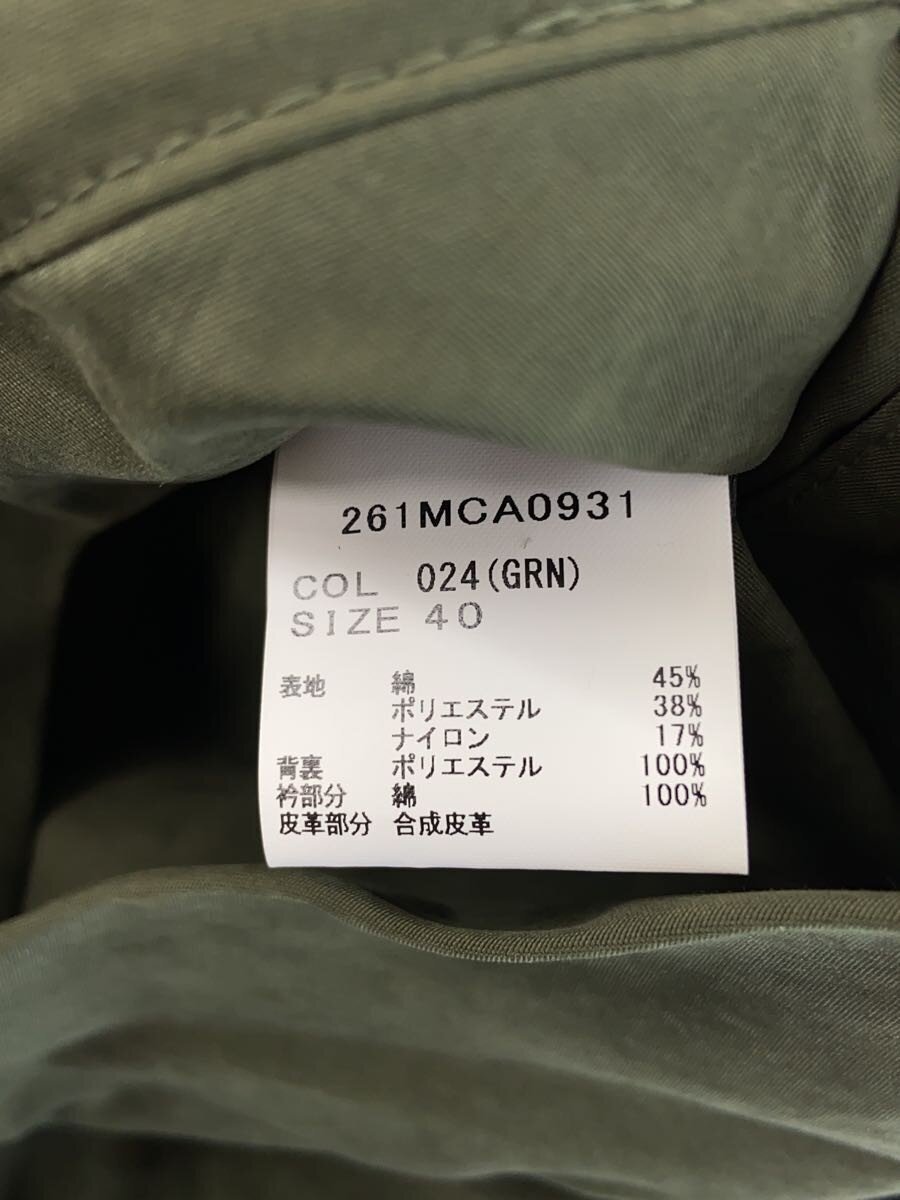 261MCA0931
COL 024(GRN)
SIZE 40
表地 綿 45%
ポリエステル 38%
ナイロン 17%
背裏 ポリエステル 100%
衿部分 綿 100%
皮革部分 合成皮革